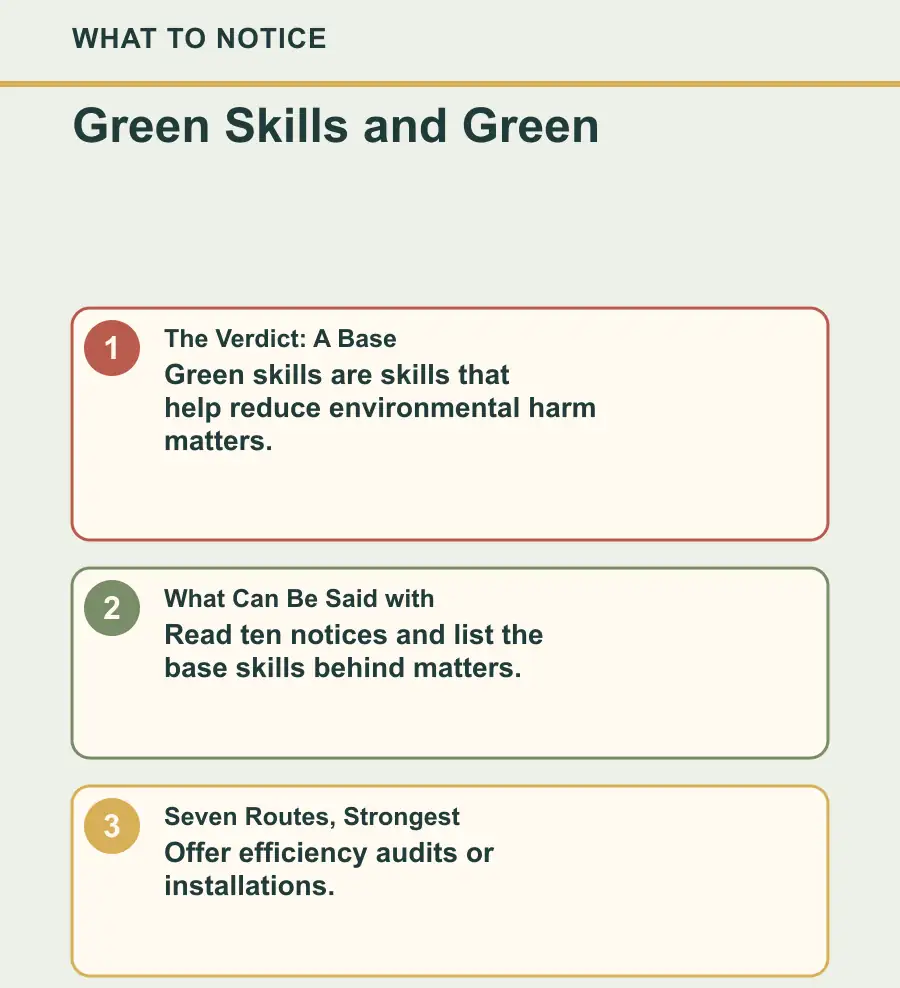 WHAT TO NOTICE
Green Skills and Green
1
The Verdict: A Base
Green skills are skills that
help reduce environmental harm
matters.
2
What Can Be Said with
Read ten notices and list the
base skills behind matters.
3
Seven Routes, Strongest
Offer efficiency audits or
installations.